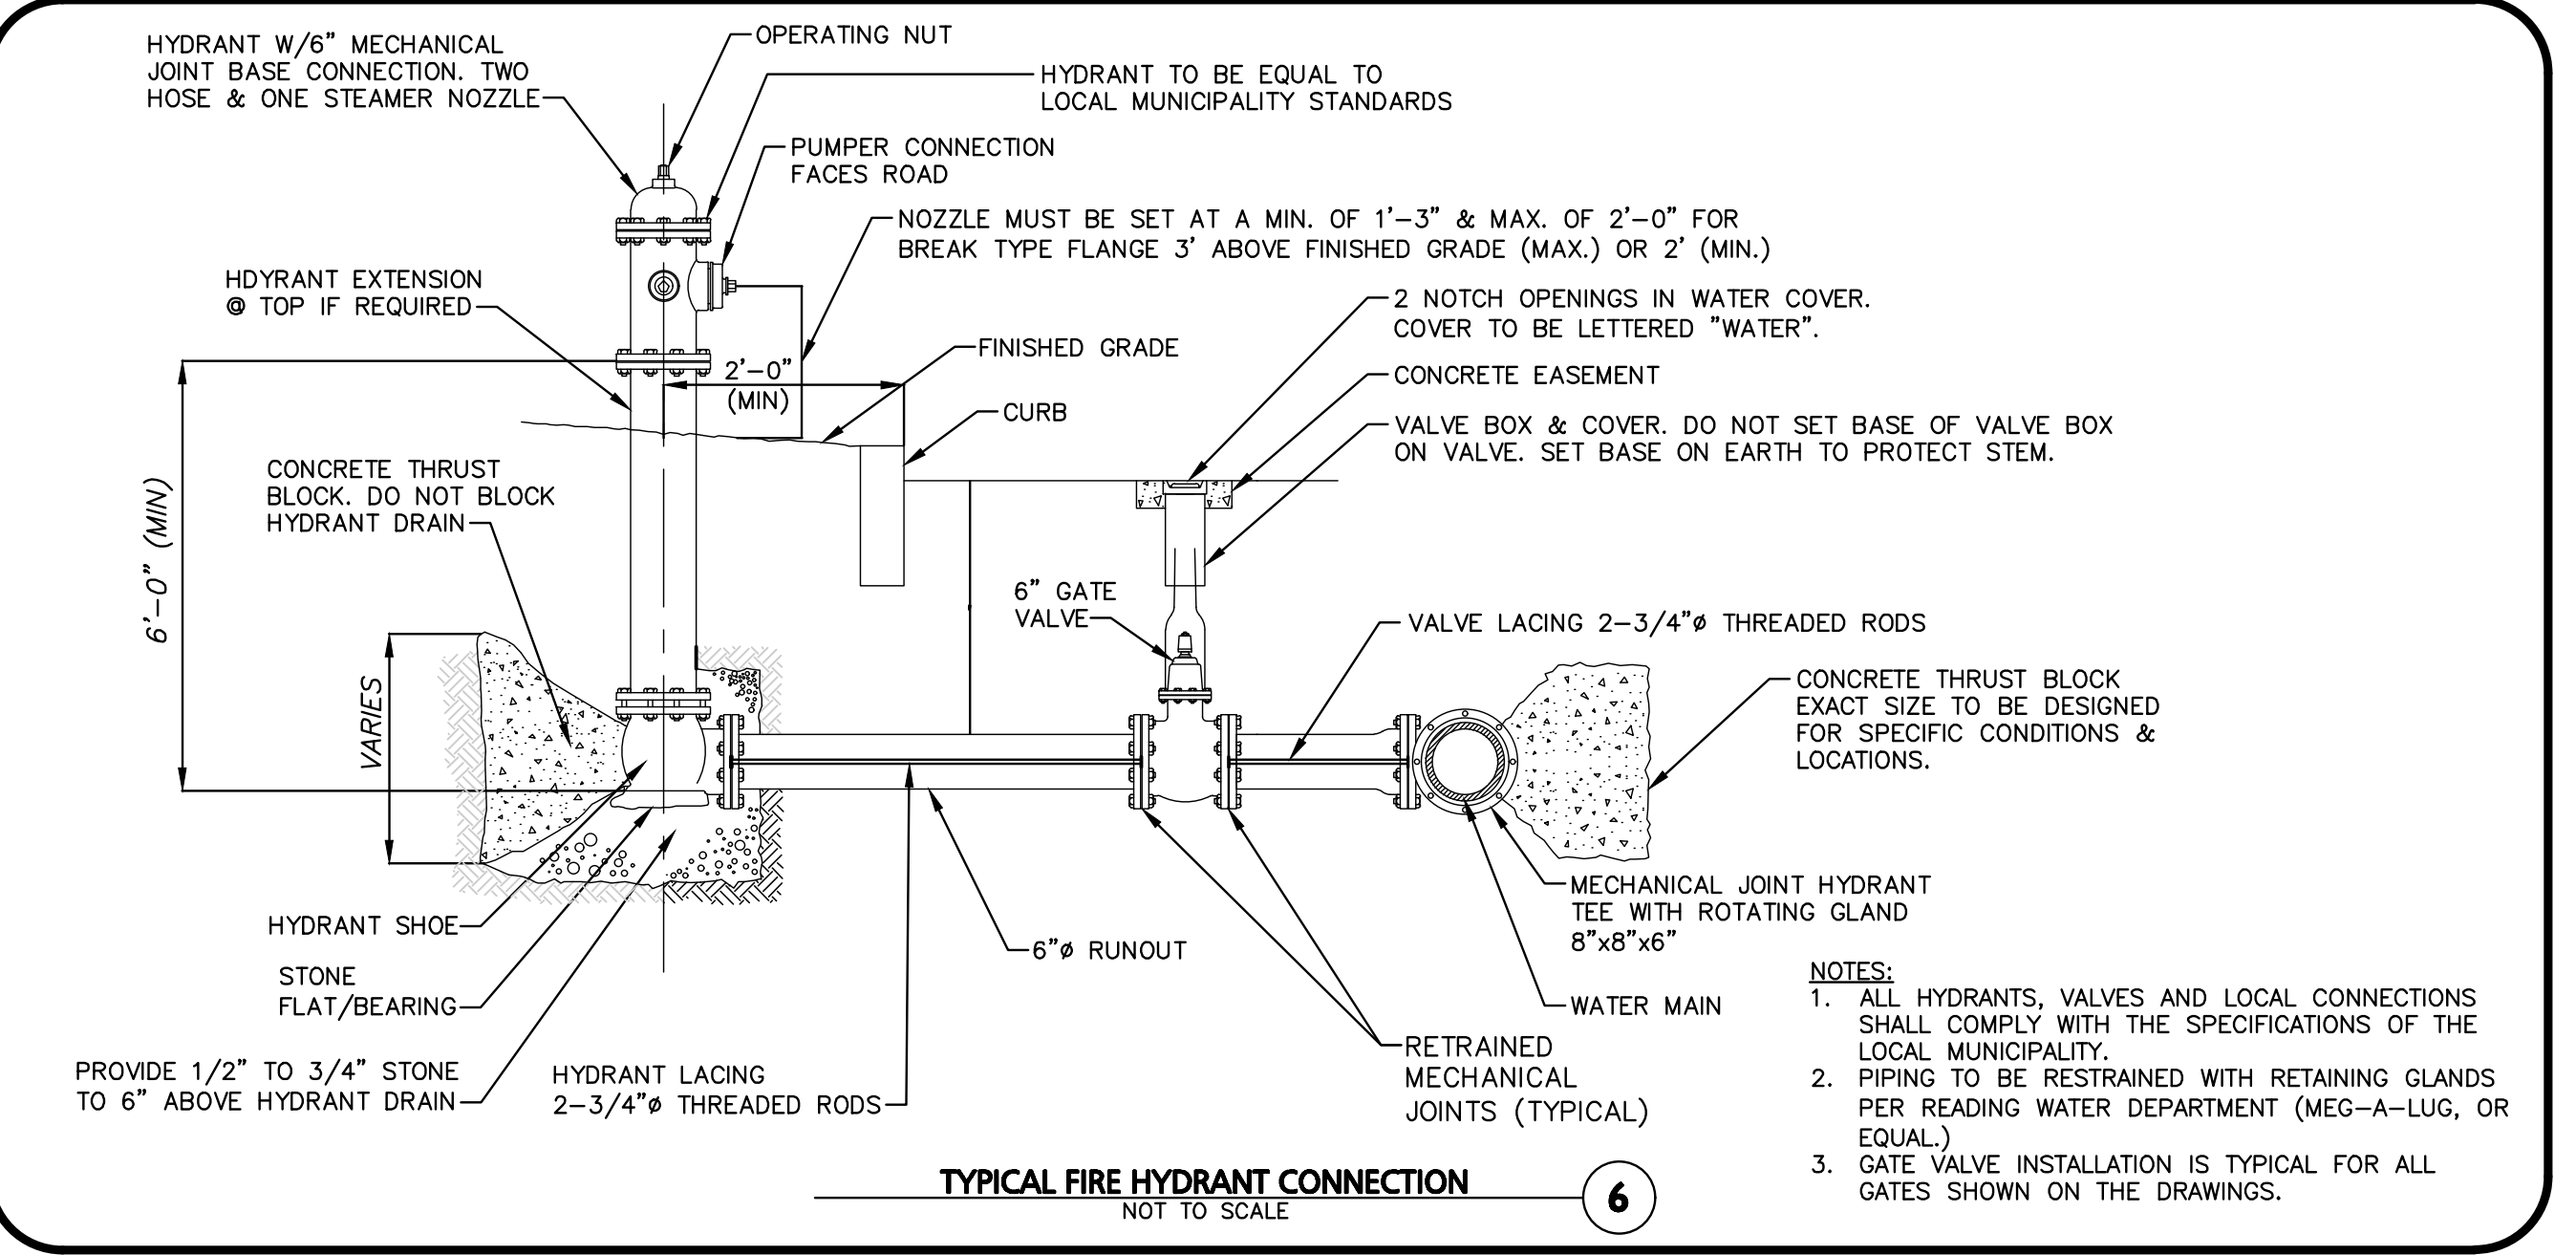 HYDRANT W/6" MECHANICAL
JOINT BASE CONNECTION. TWO
HOSE & ONE STEAMER NOZZLE
OPERATING NUT
HYDRANT TO BE EQUAL TO
LOCAL MUNICIPALITY STANDARDS
PUMPER CONNECTION
FACES ROAD
NOZZLE MUST BE SET AT A MIN. OF 1'-3" & MAX. OF 2'-0" FOR
BREAK TYPE FLANGE 3' ABOVE FINISHED GRADE (MAX.) OR 2' (MIN.)
HDYRANT EXTENSION
@ TOP IF REQUIRED
2 NOTCH OPENINGS IN WATER COVER.
COVER TO BE LETTERED "WATER".
FINISHED GRADE
2'-0"
(MIN)
CONCRETE EASEMENT
CURB
VALVE BOX & COVER. DO NOT SET BASE OF VALVE BOX
ON VALVE. SET BASE ON EARTH TO PROTECT STEM.
CONCRETE THRUST
BLOCK. DO NOT BLOCK
HYDRANT DRAIN
6'-0" (MIN)
6" GATE
VALVE
VALVE LACING 2-3/4"ø THREADED RODS
VARIES
CONCRETE THRUST BLOCK
EXACT SIZE TO BE DESIGNED
FOR SPECIFIC CONDITIONS &
LOCATIONS.
MECHANICAL JOINT HYDRANT
TEE WITH ROTATING GLAND
8"x8"x6"
HYDRANT SHOE
6"ø RUNOUT
STONE
FLAT/BEARING
WATER MAIN
RETRAINED
MECHANICAL
JOINTS (TYPICAL)
PROVIDE 1/2" TO 3/4" STONE
TO 6" ABOVE HYDRANT DRAIN
HYDRANT LACING
2-3/4"ø THREADED RODS
NOTES:
1. ALL HYDRANTS, VALVES AND LOCAL CONNECTIONS
SHALL COMPLY WITH THE SPECIFICATIONS OF THE
LOCAL MUNICIPALITY.
2. PIPING TO BE RESTRAINED WITH RETAINING GLANDS
PER READING WATER DEPARTMENT (MEG-A-LUG, OR
EQUAL.)
3. GATE VALVE INSTALLATION IS TYPICAL FOR ALL
GATES SHOWN ON THE DRAWINGS.
TYPICAL FIRE HYDRANT CONNECTION
NOT TO SCALE
6